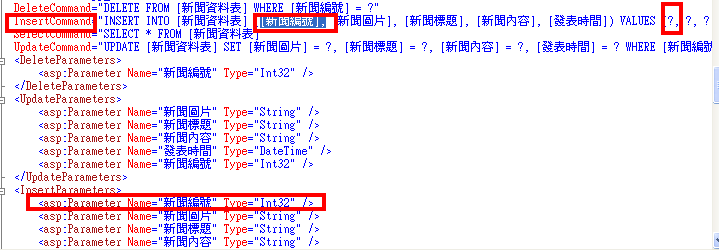 DeleteCommand="DELETE FROM [新聞資料表] WHERE [新聞編號] = ?"
InsertCommand="INSERT INTO [新聞資料表] ([新聞編號], [新聞圖片], [新聞標題], [新聞內容], [發表時間]) VALUES (?, ?, ?
SelectCommand="SELECT * FROM [新聞資料表]"
UpdateCommand="UPDATE [新聞資料表] SET [新聞圖片] = ?, [新聞標題] = ?, [新聞內容] = ?, [發表時間] = ? WHERE [新聞編
<DeleteParameters>
<asp:Parameter Name="新聞編號" Type="Int32" />
</DeleteParameters>
<UpdateParameters>
<asp:Parameter Name="新聞圖片" Type="String" />
<asp:Parameter Name="新聞標題" Type="String" />
<asp:Parameter Name="新聞內容" Type="String" />
<asp:Parameter Name="發表時間" Type="DateTime" />
<asp:Parameter Name="新聞編號" Type="Int32" />
</UpdateParameters>
<InsertParameters>
<asp:Parameter Name="新聞編號" Type="Int32" />
<asp:Parameter Name="新聞圖片" Type="String" />
<asp:Parameter Name="新聞標題" Type="String" />
<asp:Parameter Name="新聞內容" Type="String" />